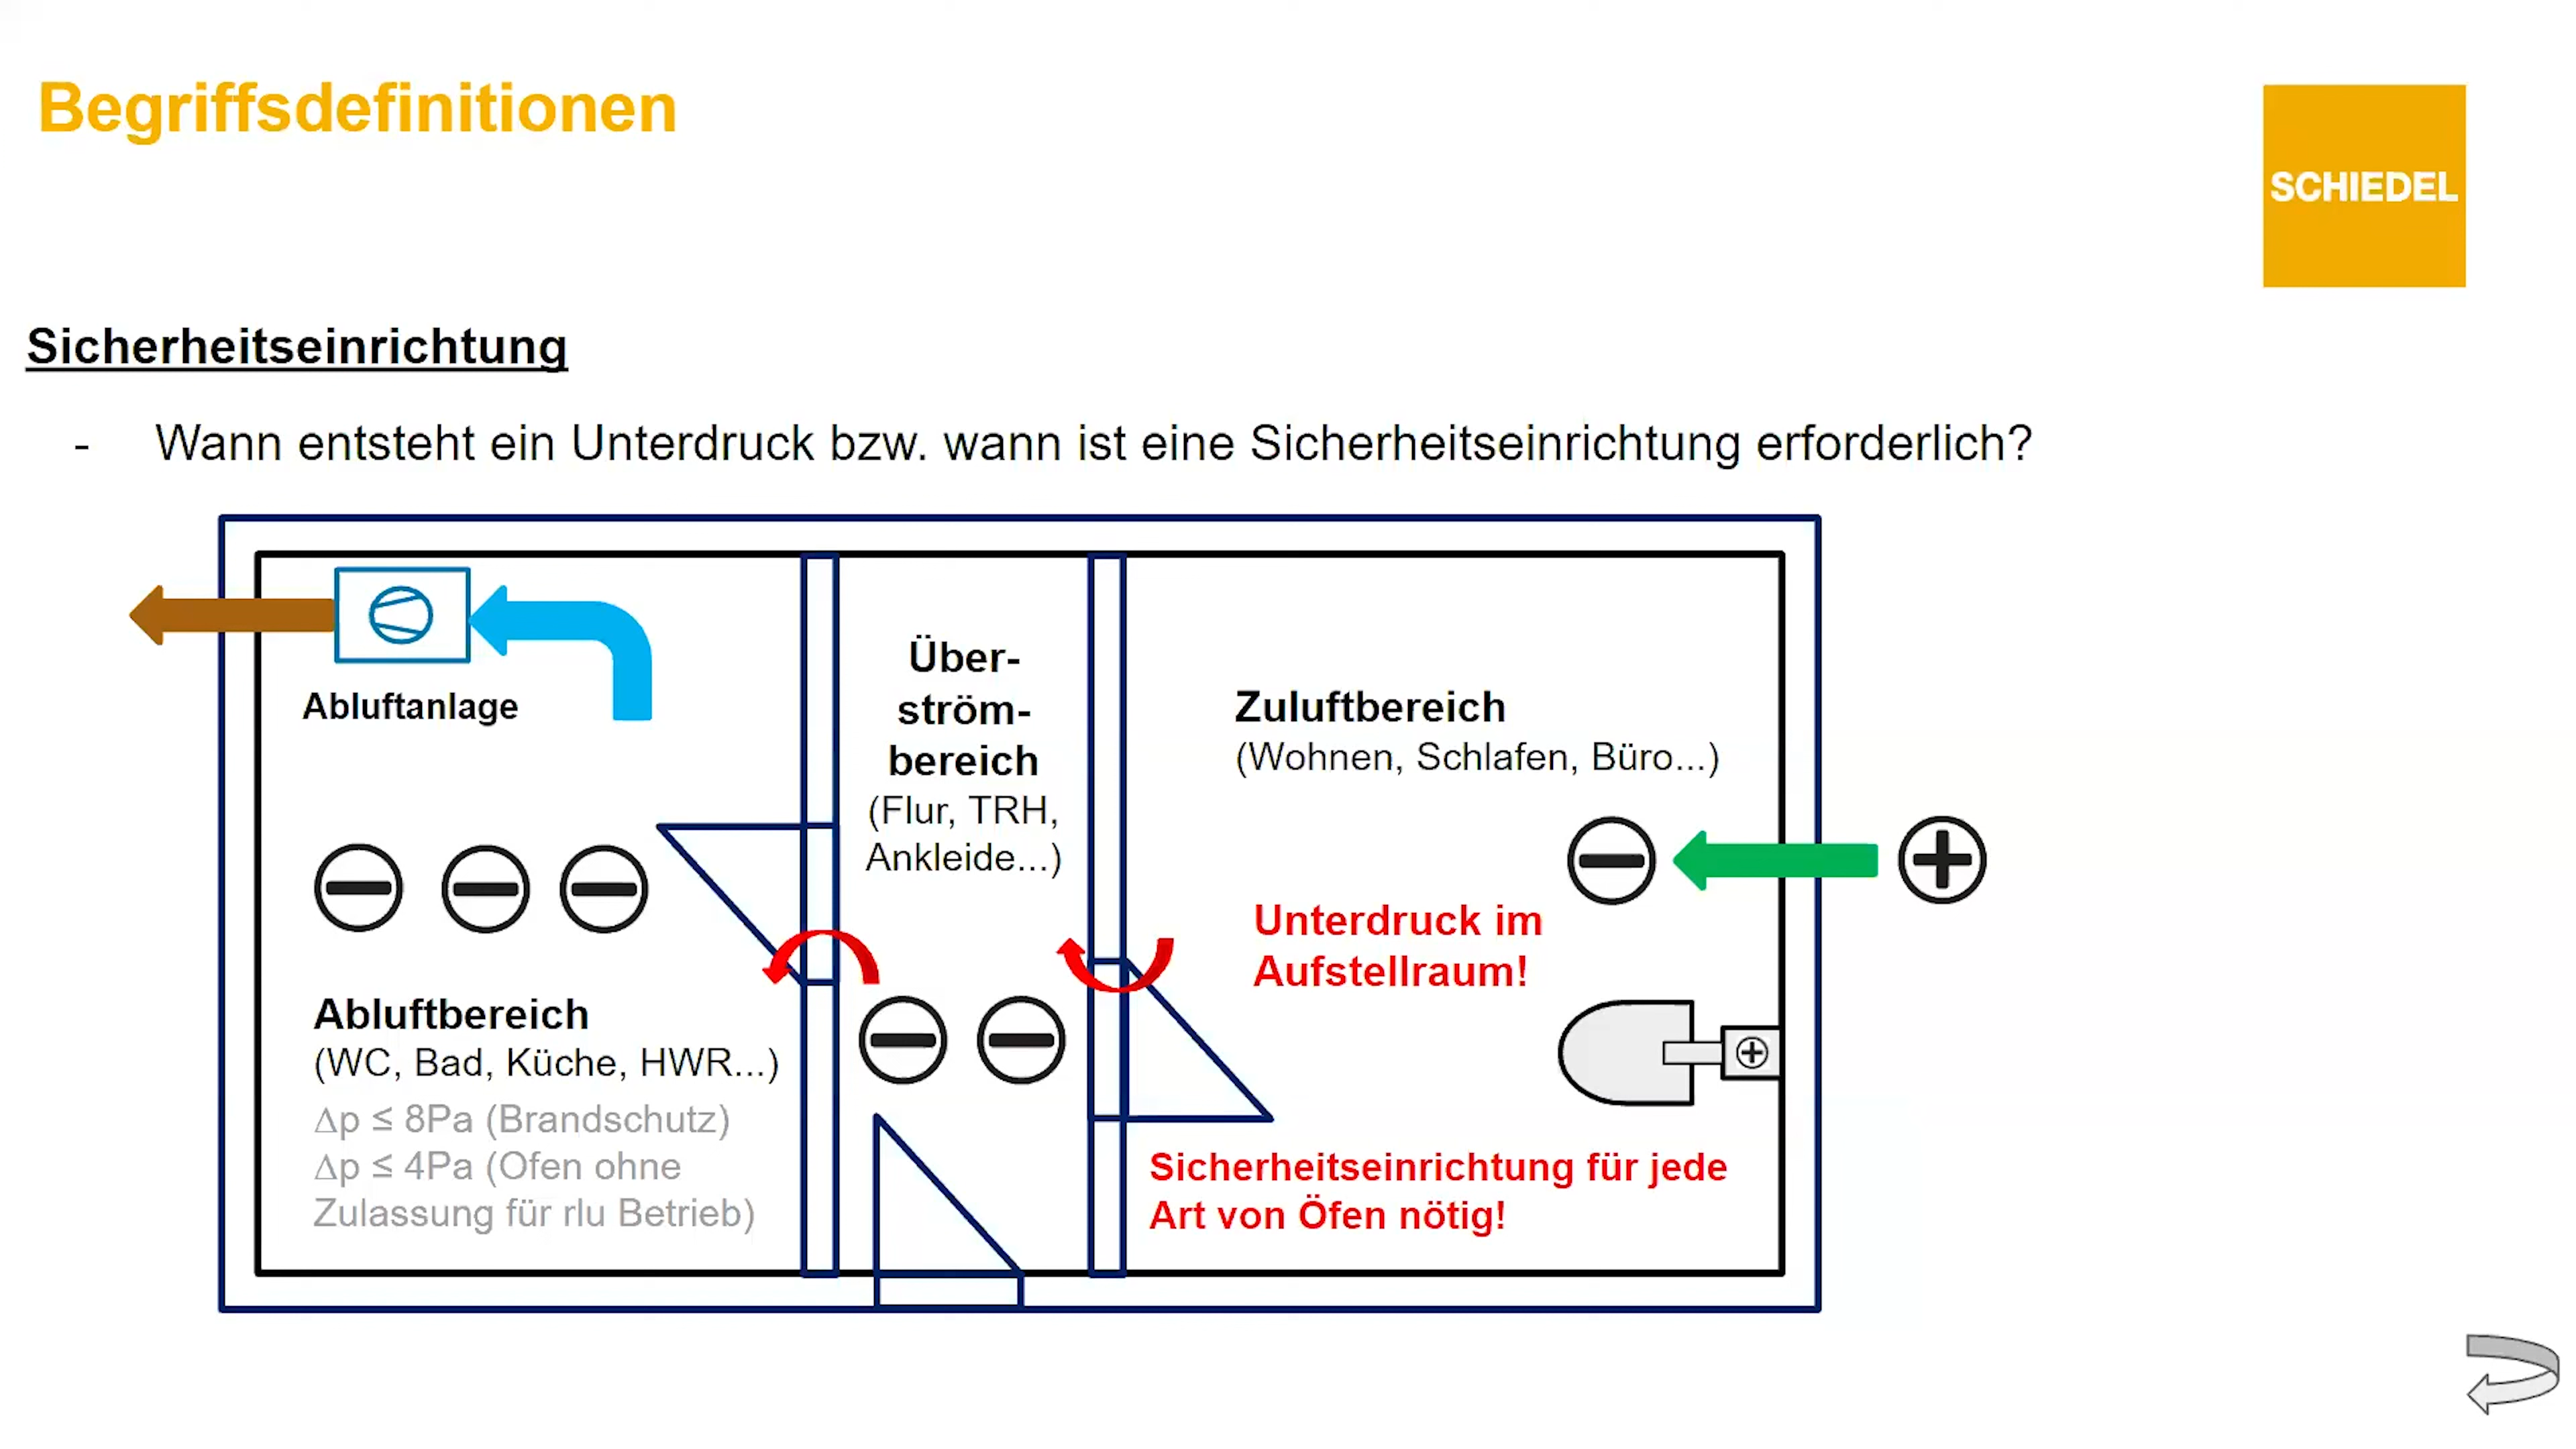 Begriffsdefinitionen
SCHIEDEL
Sicherheitseinrichtung
- Wann entsteht ein Unterdruck bzw. wann ist eine Sicherheitseinrichtung erforderlich?
Abluftanlage
Abluftbereich
(WC, Bad, Küche, HWR...)
Δp ≤ 8Pa (Brandschutz)
Δp ≤ 4Pa (Ofen ohne
Zulassung für rlu Betrieb)
Über-
ström-
bereich
(Flur, TRH,
Ankleide...)
Zuluftbereich
(Wohnen, Schlafen, Büro...)
Unterdruck im
Aufstellraum!
Sicherheitseinrichtung für jede
Art von Öfen nötig!